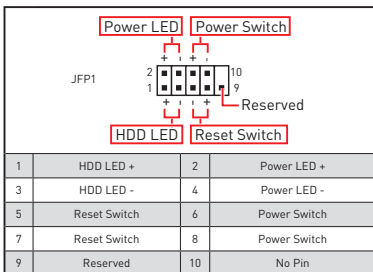 Power LED Power Switch
+ - + -
JFP1
2 10
1 9
+ - - +
Reserved
HDD LED Reset Switch
1 HDD LED + 2 Power LED +
3 HDD LED - 4 Power LED -
5 Reset Switch 6 Power Switch
7 Reset Switch 8 Power Switch
9 Reserved 10 No Pin